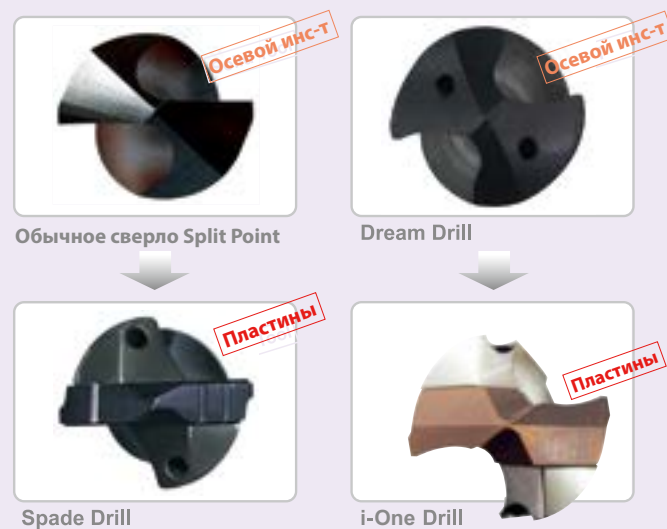 Осевой инс-т
Осевой инс-т
Обычное сверло Split Point
Dream Drill
Пластины
Пластины
Spade Drill
i-One Drill